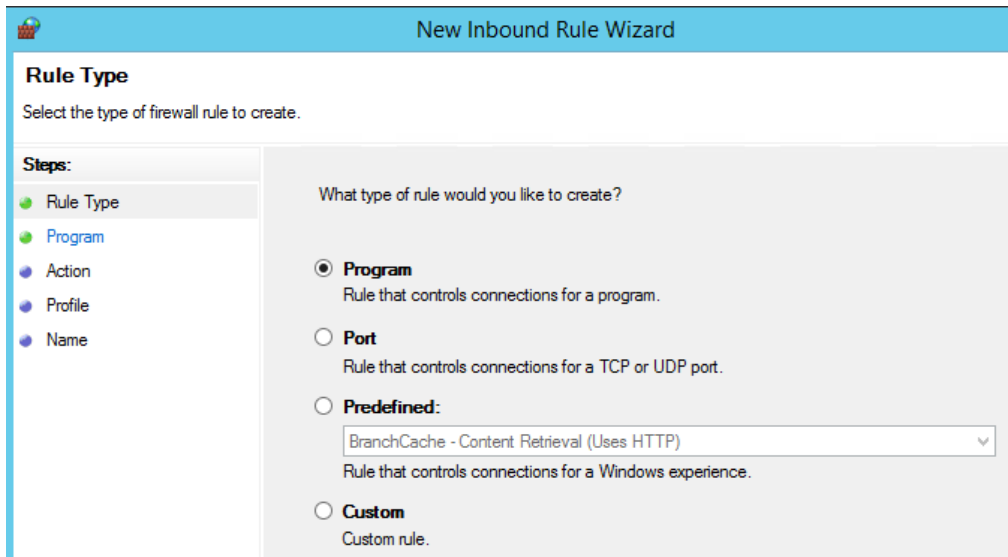 New Inbound Rule Wizard
Rule Type
Select the type of firewall rule to create.
Steps:
Rule Type
Program
Action
Profile
Name
What type of rule would you like to create?
Program
Rule that controls connections for a program.
Port
Rule that controls connections for a TCP or UDP port.
Predefined:
BranchCache - Content Retrieval (Uses HTTP)
Rule that controls connections for a Windows experience.
Custom
Custom rule.